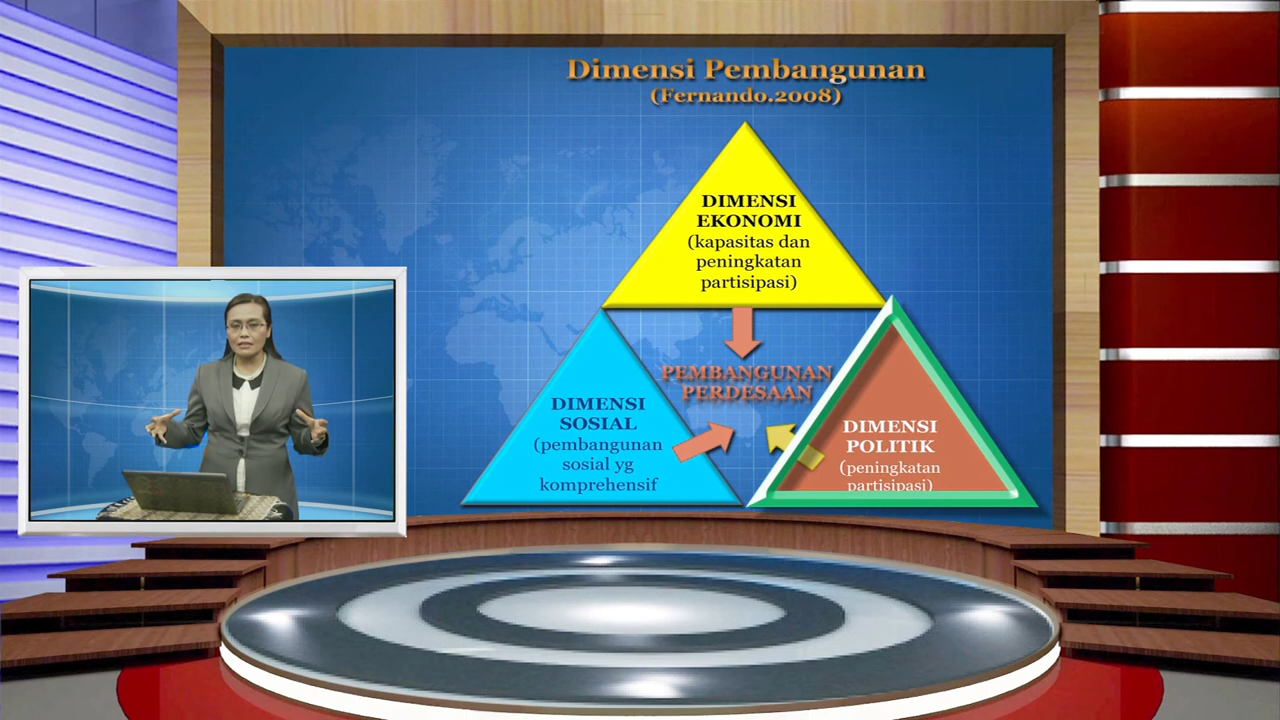 Dimensi Pembangunan
(Fernando.2008)
DIMENSI
EKONOMI
(kapasitas dan
peningkatan
partisipasi)
PEMBANGUNAN
PERDESAAN
DIMENSI
SOSIAL
(pembangunan
sosial yg
komprehensif
DIMENSI
POLITIK
(peningkatan
partisipasi)